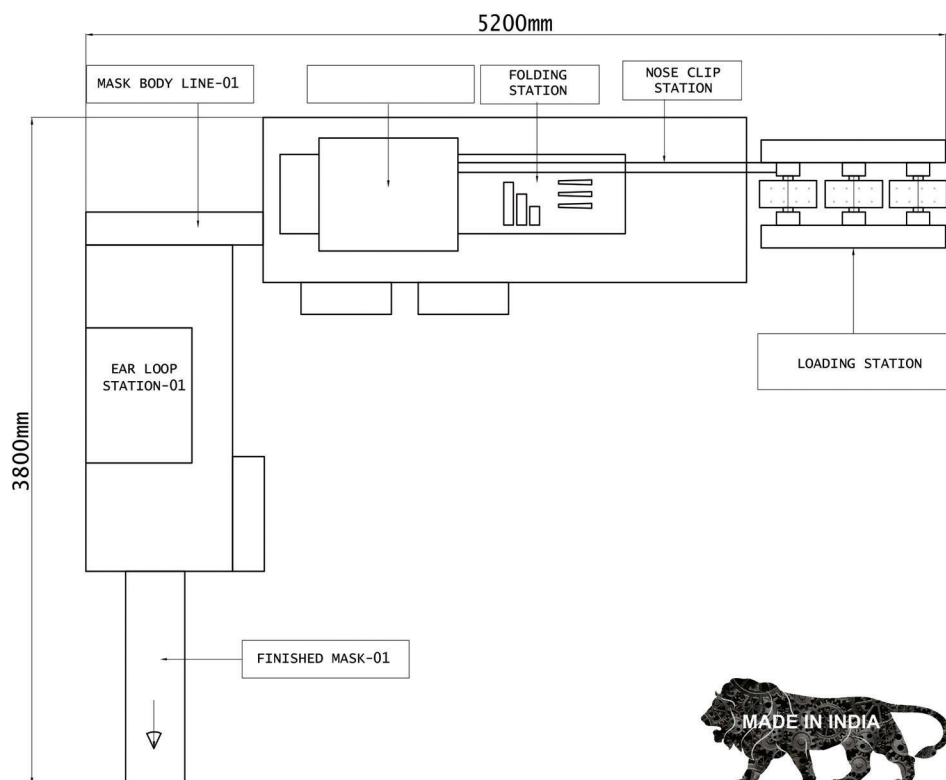 5200mm
MASK BODY LINE-01
FOLDING
STATION
NOSE CLIP
STATION
LOADING STATION
EAR LOOP
STATION-01
3800mm
FINISHED MASK-01
MADE IN INDIA